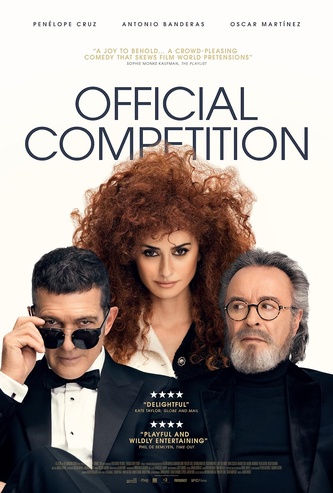 PENÉLOPE CRUZ ANTONIO BANDERAS OSCAR MARTÍNEZ
"A JOY TO BEHOLD... A CROWD-PLEASING
COMEDY THAT SKEWS FILM WORLD PRETENSIONS"
SOPHIE MONKS KAUFMAN, THE PLAYLIST
OFFICIAL
COMPETITION
★★★★
"DELIGHTFUL"
KATE TAYLOR, GLOBE AND MAIL
★★★★
"PLAYFUL AND
WILDLY ENTERTAINING"
PHIL DE SEMLYEN, TIME OUT